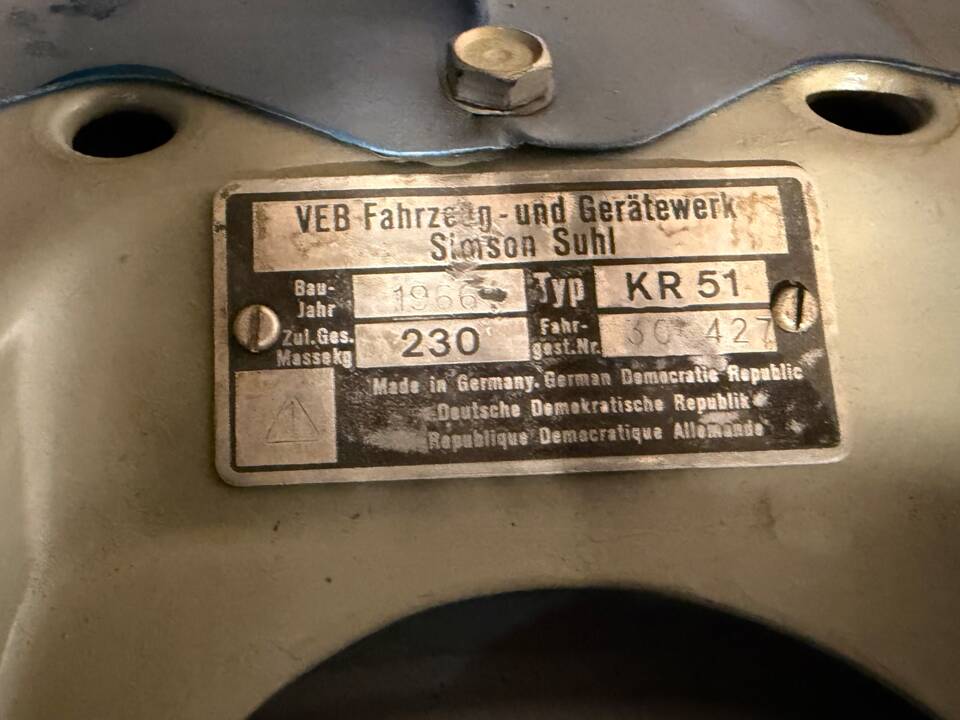 VEB Fahrzeug-und Gerätewerk
Simson Suhl
Bau-
Jahr 1966 Typ KR 51
Zul.Ges.
Massekg 230 Fahr-
gest.Nr. 427
Made in Germany. German Democratic Republic
Deutsche Demokratische Republik
Republique Democratique Allemande